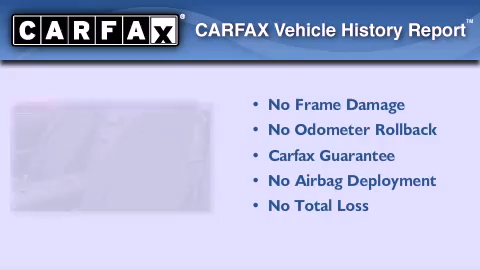 CARFAX® CARFAX Vehicle History Report™
• No Frame Damage
• No Odometer Rollback
• Carfax Guarantee
• No Airbag Deployment
• No Total Loss